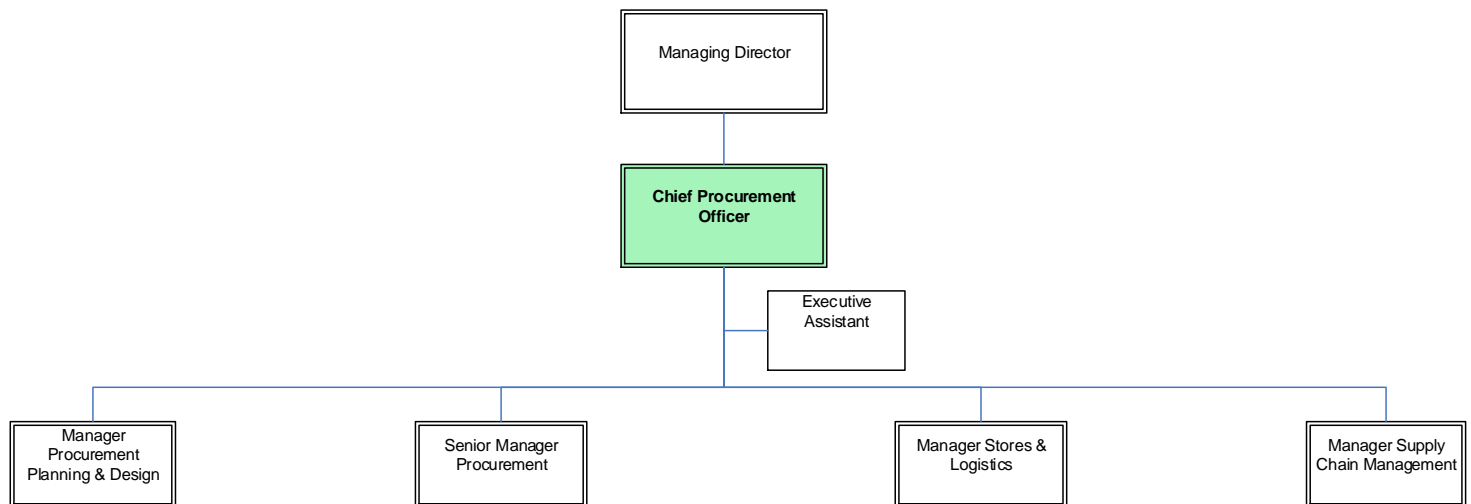 Managing Director
Chief Procurement
Officer
Executive
Assistant
Manager
Procurement
Planning & Design
Senior Manager
Procurement
Manager Stores &
Logistics
Manager Supply
Chain Management